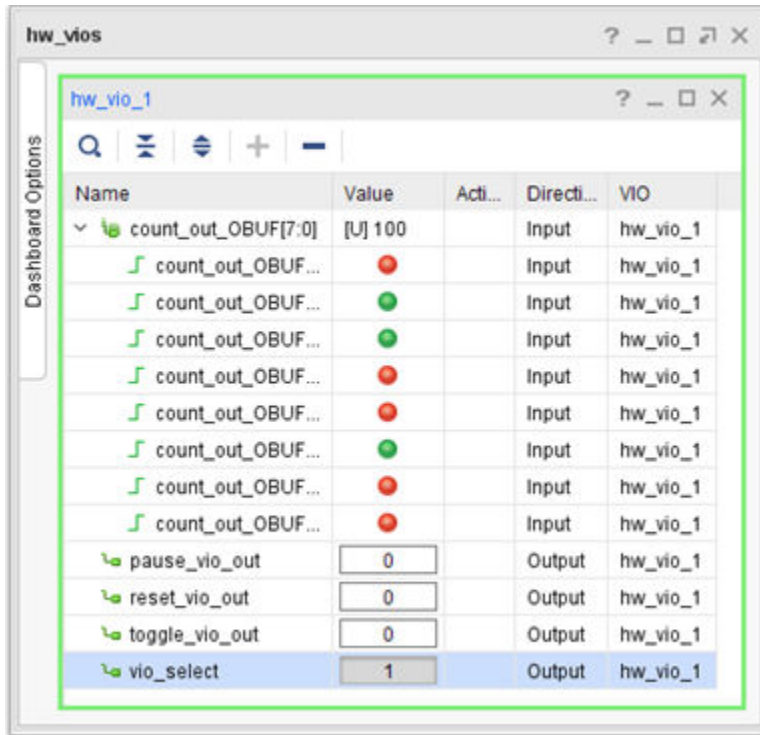 hw_vios
Dashboard Options
hw_vio_1
Name Value Acti... Directi... VIO
count_out_OBUF[7:0] [U] 100 Input hw_vio_1
count_out_OBUF... Input hw_vio_1
count_out_OBUF... Input hw_vio_1
count_out_OBUF... Input hw_vio_1
count_out_OBUF... Input hw_vio_1
count_out_OBUF... Input hw_vio_1
count_out_OBUF... Input hw_vio_1
count_out_OBUF... Input hw_vio_1
count_out_OBUF... Input hw_vio_1
pause_vio_out 0 Output hw_vio_1
reset_vio_out 0 Output hw_vio_1
toggle_vio_out 0 Output hw_vio_1
vio_select 1 Output hw_vio_1